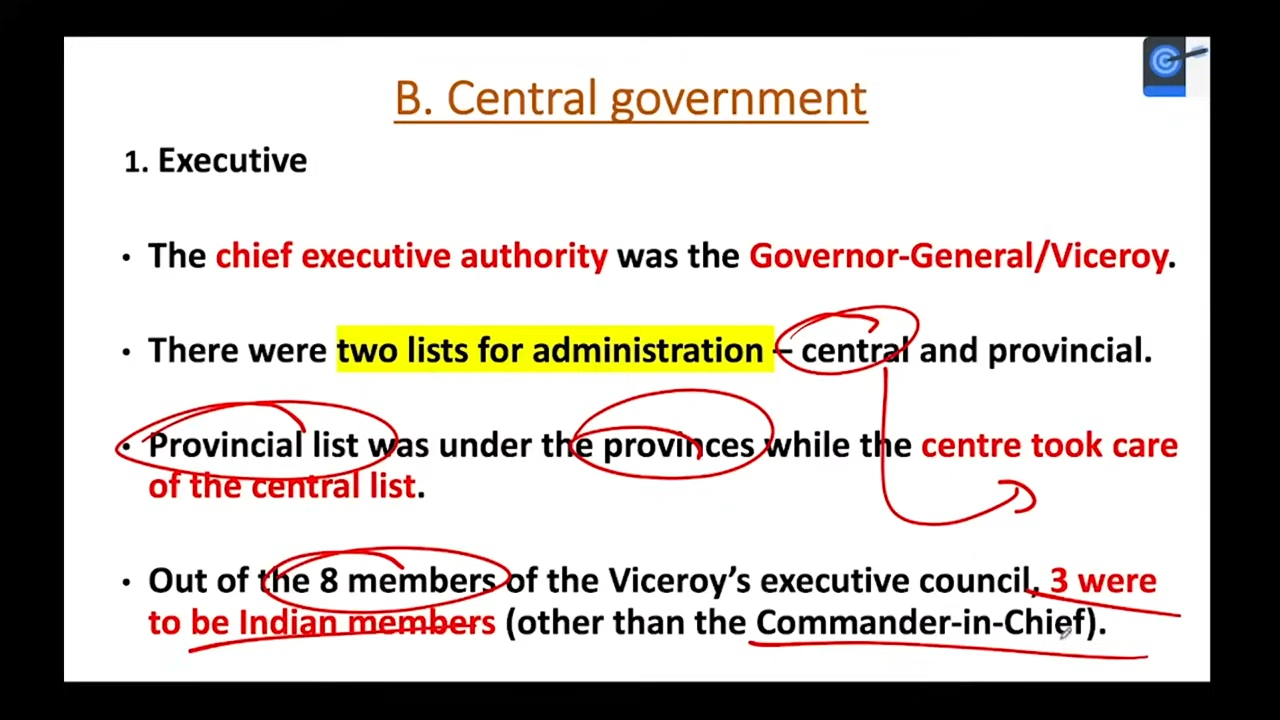 B. Central government
1. Executive
• The chief executive authority was the Governor-General/Viceroy.
• There were two lists for administration – central and provincial.
• Provincial list was under the provinces while the centre took care
of the central list.
• Out of the 8 members of the Viceroy’s executive council, 3 were
to be Indian members (other than the Commander-in-Chief).